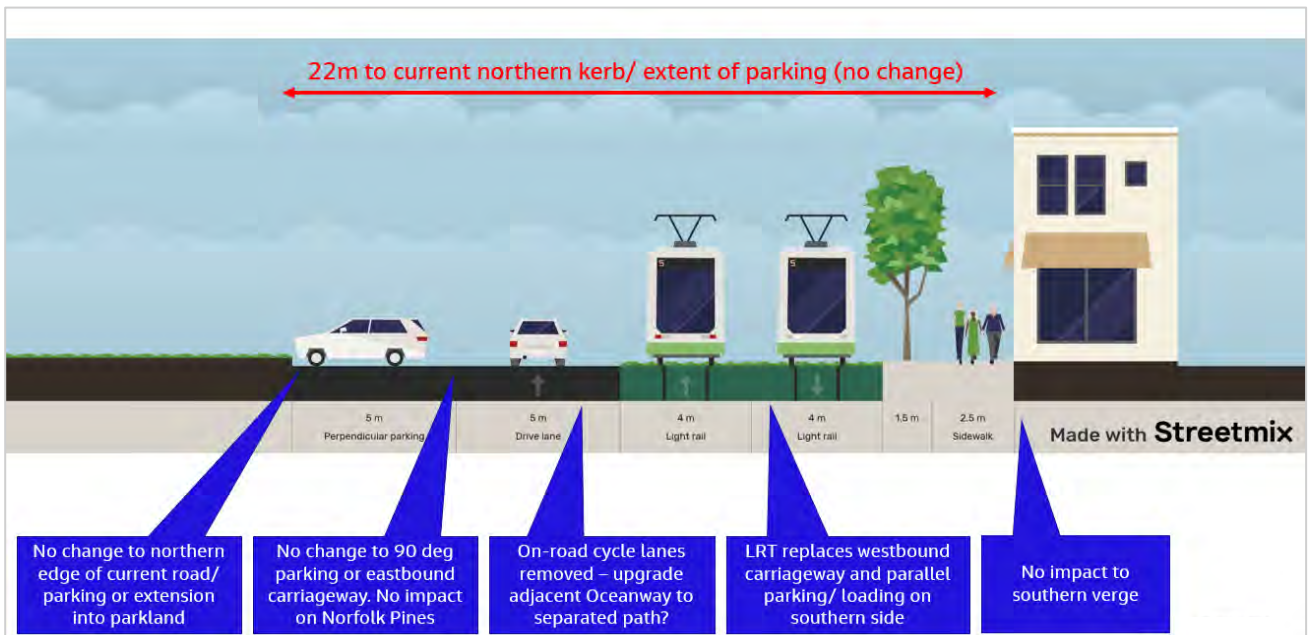 22m to current northern kerb/ extent of parking (no change)
S
S
5 m
Perpendicular parking
5 m
Drive lane
4 m
Light rail
4 m
Light rail
1.5 m
2.5 m
Sidewalk
Made with Streetmix
No change to northern
edge of current road/
parking or extension
into parkland
No change to 90 deg
parking or eastbound
carriageway. No impact
on Norfolk Pines
On-road cycle lanes
removed – upgrade
adjacent Oceanway to
separated path?
LRT replaces westbound
carriageway and parallel
parking/ loading on
southern side
No impact to
southern verge